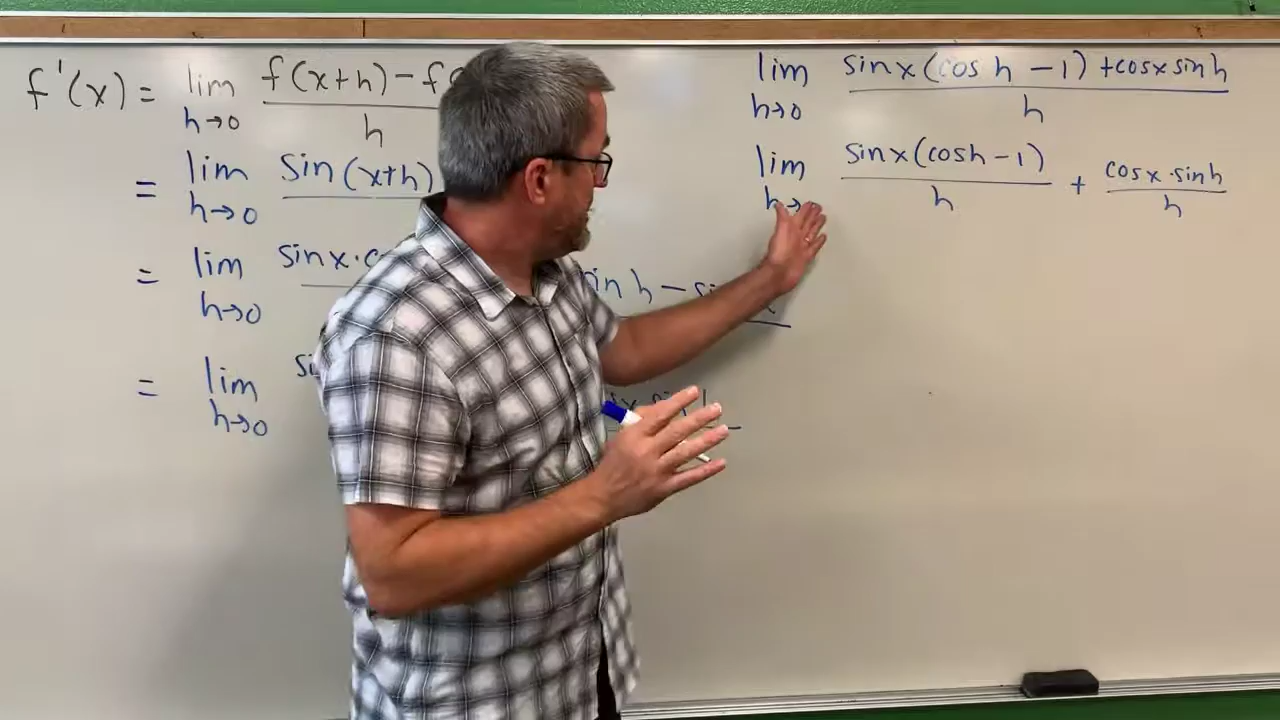 f'(x) = lim h→0 f(x+h) − f / h
= lim h→0 sin(x+h)
= lim h→0 sinx· sin h −
= lim h→0
lim h→0 sinx(cos h − 1) + cosx sinh / h
lim h→0 sinx(cosh − 1) / h + cosx · sinh / h